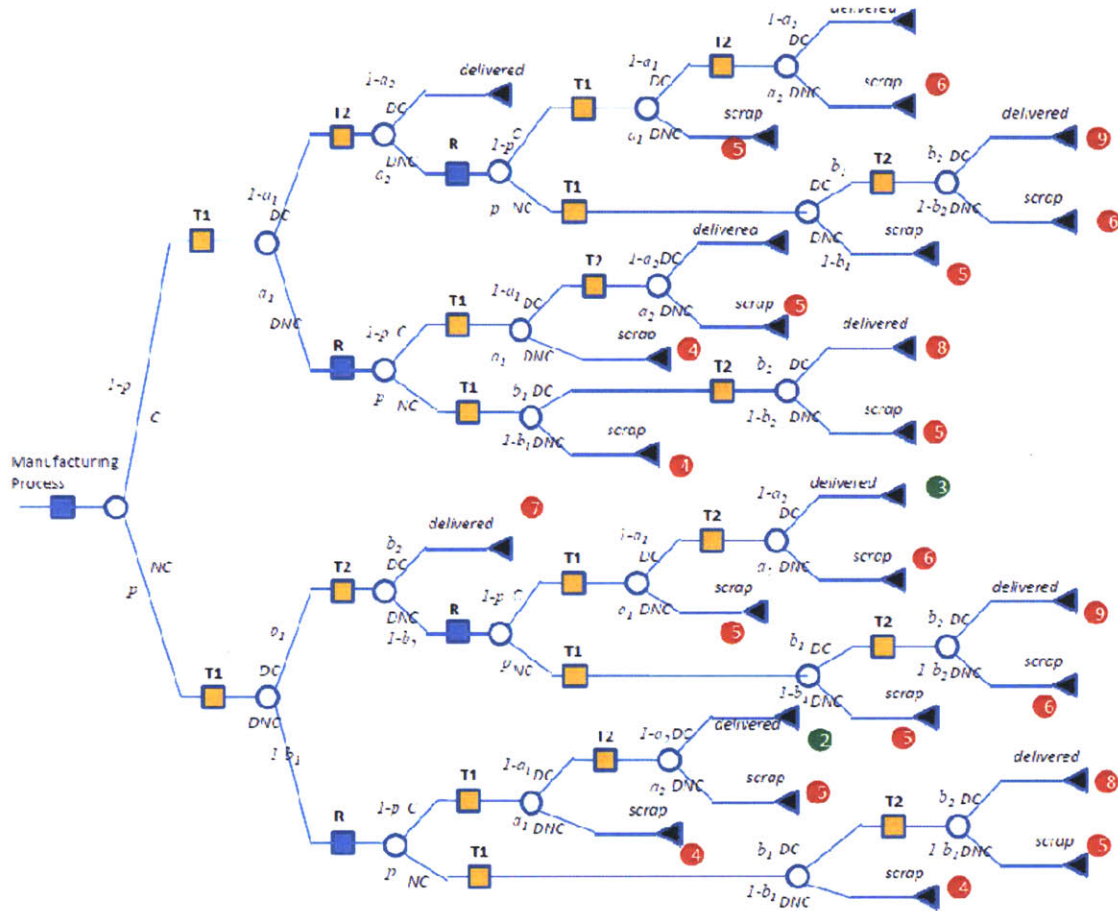 1-a₁ DC delivered
T2
a₂ DNC scrap 6
1-a₂ DC delivered
T1
1-a₁ DC
a₁ DNC scrap 5
T2
DNC a₂
R
1-p C
p NC
T1
b₁ DC
T2
b₂ DC delivered 9
1-b₂ DNC scrap 6
DNC 1-b₁ scrap 5
T1
1-a₁ DC
a₁ DNC
1-p C
R
1-p C
T1
1-a₁ DC
T2
1-a₂ DC delivered
a₂ DNC scrap 5
a₁ DNC scrap 4
p NC
T1
b₁ DC
T2
b₂ DC delivered 8
1-b₂ DNC scrap 5
1-b₁ DNC scrap 4
Manufacturing
Process
p NC
T1
DC
DNC
T2
b₂ DC delivered 7
DNC
R
1-p C
T1
1-a₁ DC
T2
1-a₂ DC delivered 3
DNC scrap 6
a₁ DNC scrap 5
NC
T1
b₁ DC
T2
b₂ DC delivered 9
1 b₂ DNC scrap 6
1-b₁ DNC scrap 5
1-b₁
R
1-p C
T1
1-a₁ DC
T2
1-a₂ DC delivered 2
a₂ DNC scrap 5
a₁ DNC scrap 4
p NC
T1
b₁ DC
T2
b₂ DC delivered 8
1 b₁ DNC scrap 5
1-b₁ DNC scrap 4